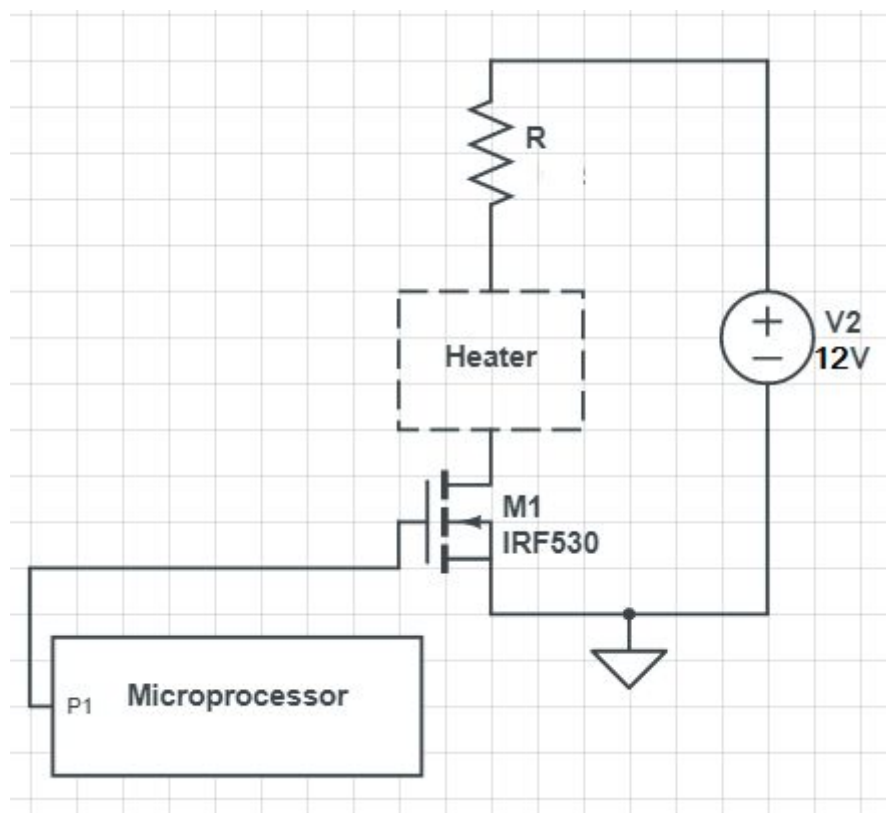 R
Heater
+
−
V2
12V
M1
IRF530
P1
Microprocessor